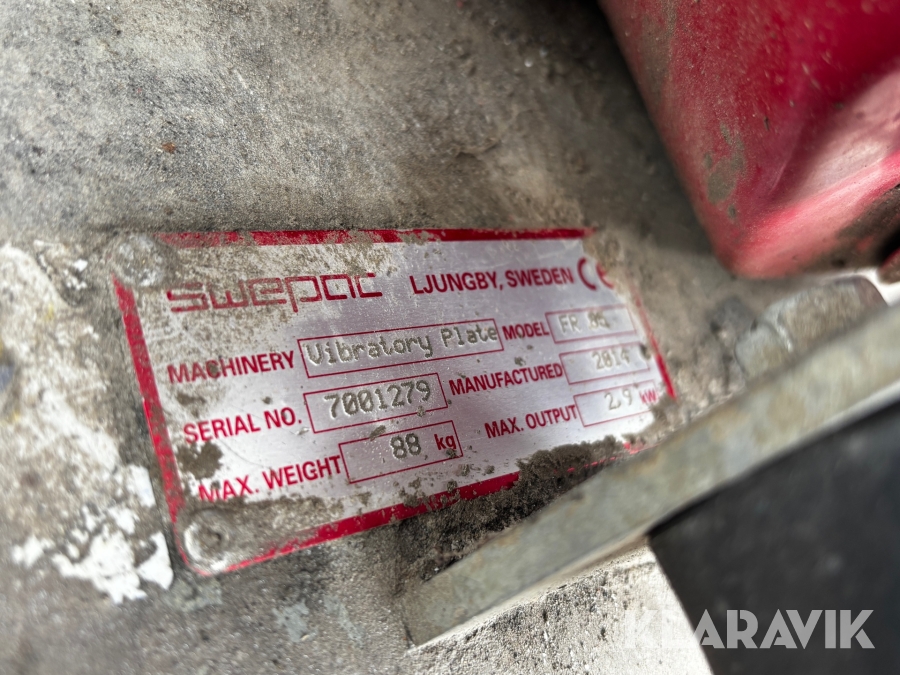 swepac LJUNGBY, SWEDEN CE
MACHINERY Vibratory Plate MODEL FR 85
SERIAL NO. 7001279 MANUFACTURED 2014
MAX. WEIGHT 88 kg MAX. OUTPUT 2,9 kW
KLARAVIK